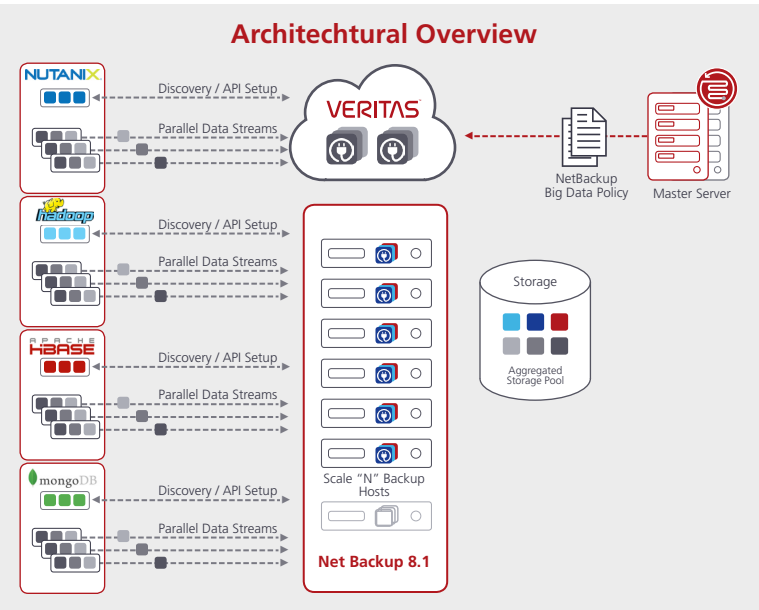 Architechtural Overview
NUTANIX
Discovery / API Setup
Parallel Data Streams
VERITAS
NetBackup
Big Data Policy
Master Server
hadoop
Discovery / API Setup
Parallel Data Streams
APACHE
HBASE
Discovery / API Setup
Parallel Data Streams
mongoDB
Discovery / API Setup
Parallel Data Streams
Scale "N" Backup
Hosts
Net Backup 8.1
Storage
Aggregated
Storage Pool